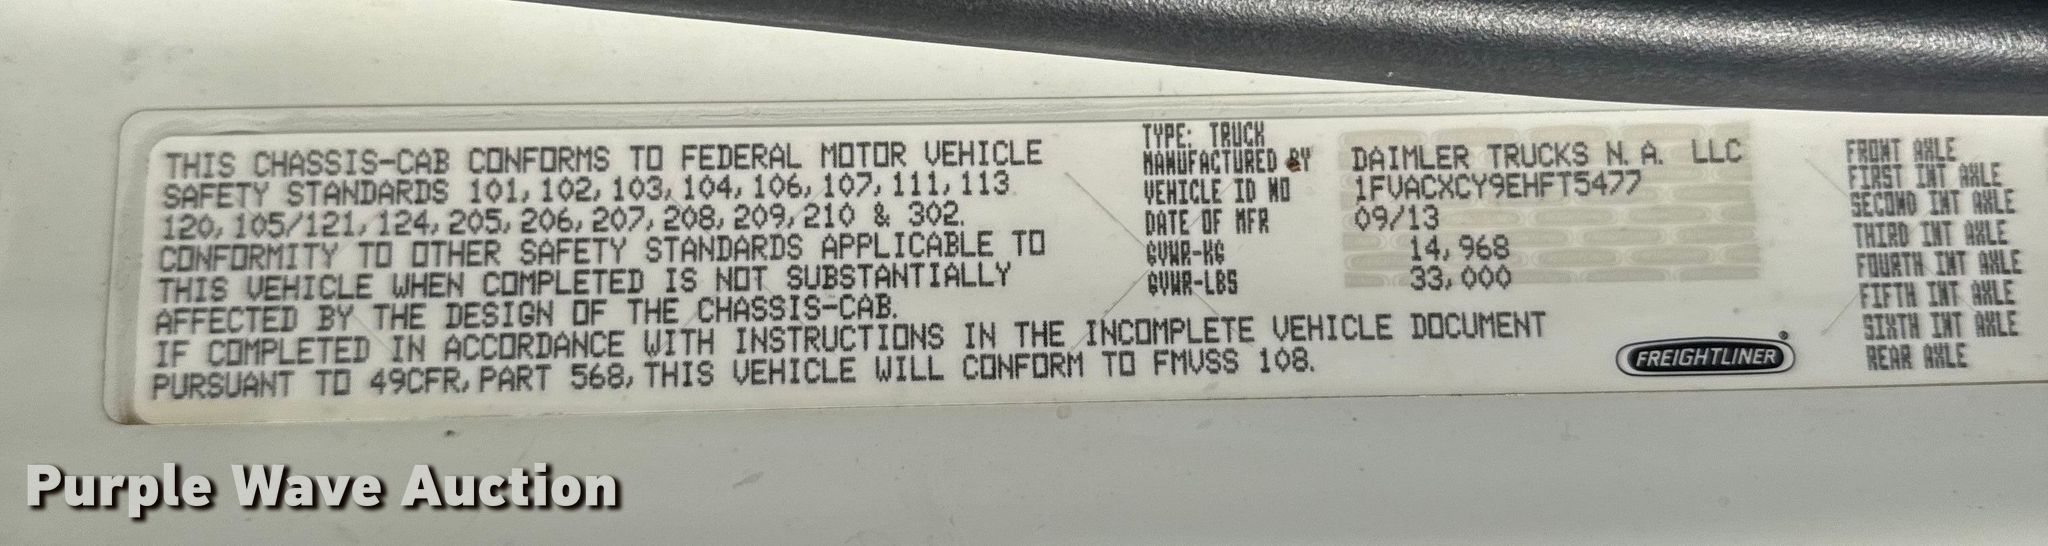 THIS CHASSIS-CAB CONFORMS TO FEDERAL MOTOR VEHICLE
SAFETY STANDARDS 101, 102, 103, 104, 106, 107, 111, 113
120, 105/121, 124, 205, 206, 207, 208, 209, 210 & 302.
CONFORMITY TO OTHER SAFETY STANDARDS APPLICABLE TO
THIS VEHICLE WHEN COMPLETED IS NOT SUBSTANTIALLY
AFFECTED BY THE DESIGN OF THE CHASSIS-CAB.
IF COMPLETED IN ACCORDANCE WITH INSTRUCTIONS IN THE INCOMPLETE VEHICLE DOCUMENT
PURSUANT TO 49CFR, PART 568, THIS VEHICLE WILL CONFORM TO FMVSS 108.
TYPE: TRUCK
MANUFACTURED BY DAIMLER TRUCKS N. A. LLC
VEHICLE ID NO 1FVACXCY9EHFT5477
DATE OF MFR 09/13
GVWR-KG 14,968
GVWR-LBS 33,000
FREIGHTLINER®
FRONT AXLE
FIRST INT AXLE
SECOND INT AXLE
THIRD INT AXLE
FOURTH INT AXLE
FIFTH INT AXLE
SIXTH INT AXLE
REAR AXLE
Purple Wave Auction